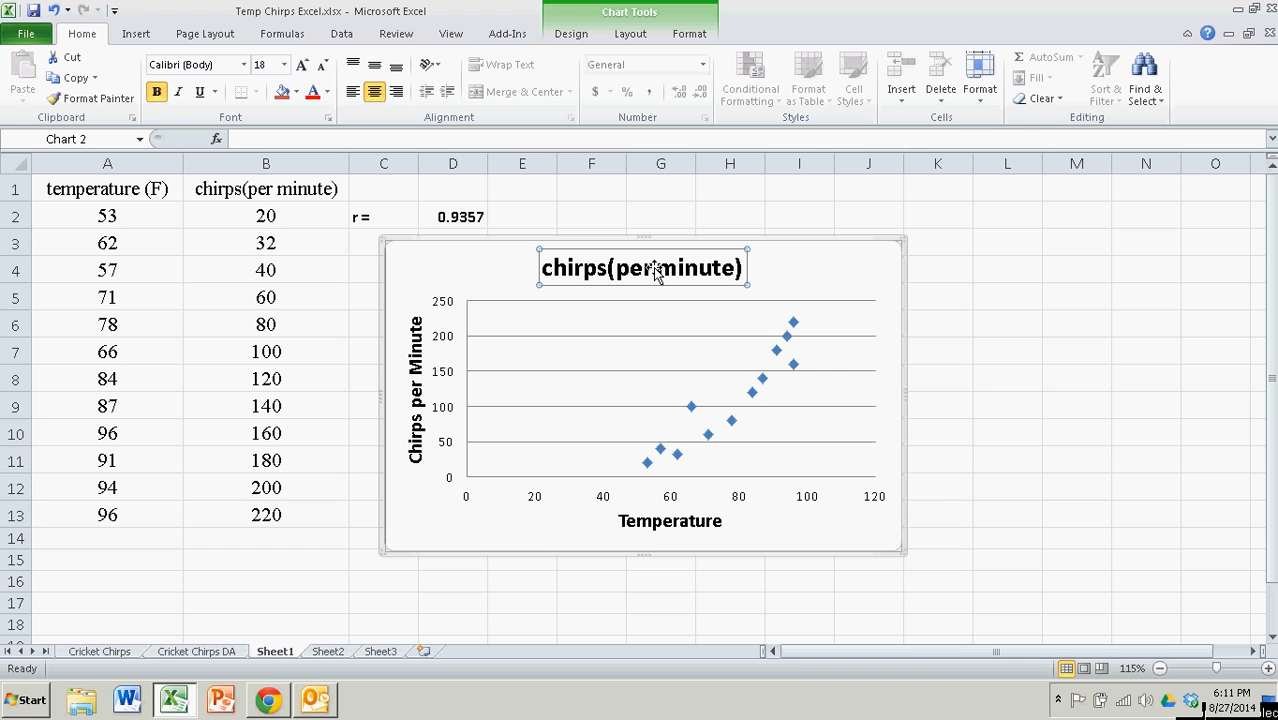 Temp Chirps Excel.xlsx - Microsoft Excel
Chart Tools
File Home Insert Page Layout Formulas Data Review View Add-Ins Design Layout Format
Paste
Cut
Copy
Format Painter
Clipboard
Calibri (Body) 18
B I U
Font
Wrap Text
Merge & Center
Alignment
General
$ % ,
Number
Conditional Formatting
Format as Table
Cell Styles
Styles
Insert
Delete
Format
Cells
AutoSum
Fill
Clear
Sort & Filter
Find & Select
Editing
Chart 2 fx
A B C D E F G H I J K L M N O
1 temperature (F) chirps(per minute)
2 53 20 r = 0.9357
3 62 32
4 57 40
5 71 60
6 78 80
7 66 100
8 84 120
9 87 140
10 96 160
11 91 180
12 94 200
13 96 220
14
15
16
17
18
chirps(per minute)
250
200
150
100
50
0
Chirps per Minute
0 20 40 60 80 100 120
Temperature
Cricket Chirps Cricket Chirps DA Sheet1 Sheet2 Sheet3
Ready 115%
Start 6:11 PM
8/27/2014